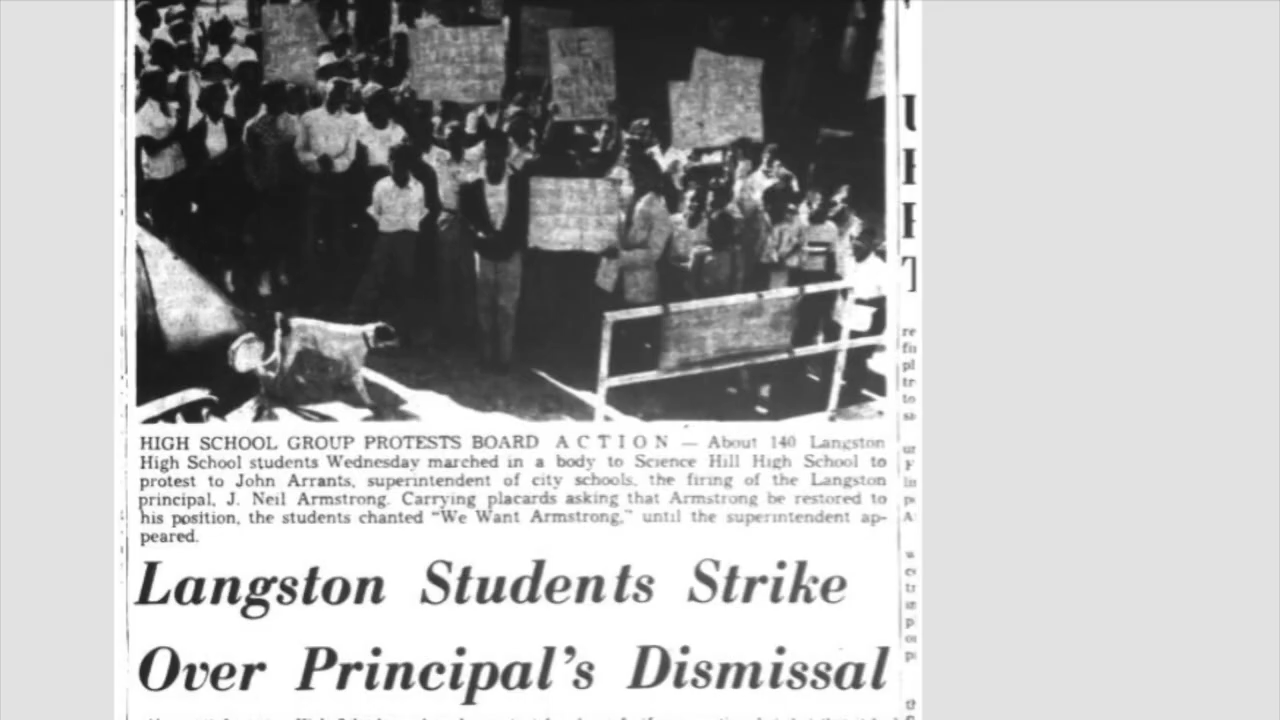 WE
HIGH SCHOOL GROUP PROTESTS BOARD ACTION — About 140 Langston
High School students Wednesday marched in a body to Science Hill High School to
protest to John Arrants, superintendent of city schools, the firing of the Langston
principal, J. Neil Armstrong. Carrying placards asking that Armstrong be restored to
his position, the students chanted “We Want Armstrong,” until the superintendent ap-
peared.
Langston Students Strike
Over Principal’s Dismissal